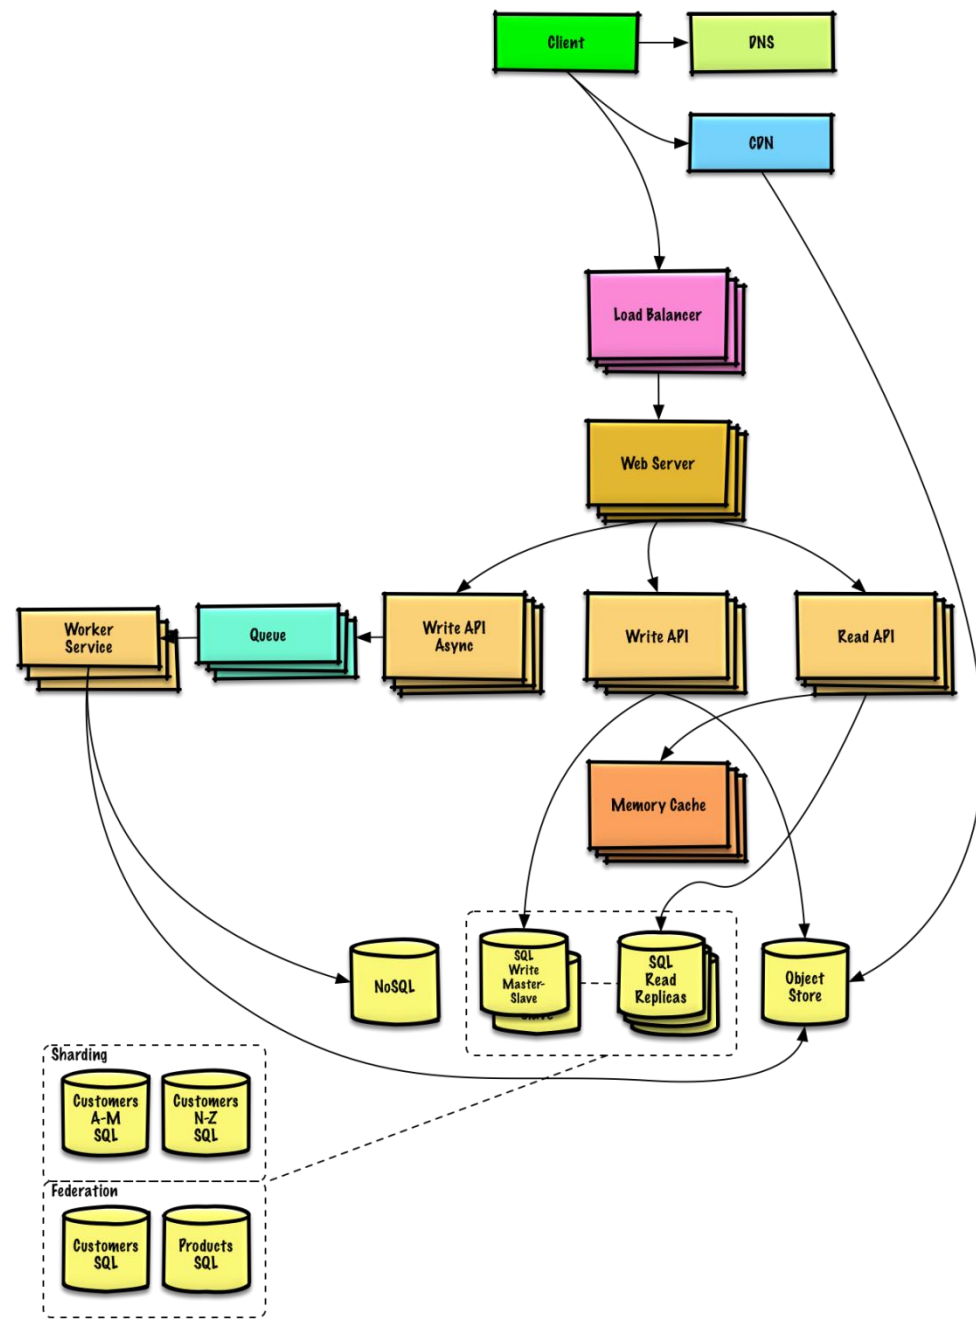 Client
DNS
CDN
Load Balancer
Web Server
Worker
Service
Queue
Write API
Async
Write API
Read API
Memory Cache
NoSQL
SQL
Write
Master-
Slave
Slave
SQL
Read
Replicas
Object
Store
Sharding
Customers
A-M
SQL
Customers
N-Z
SQL
Federation
Customers
SQL
Products
SQL